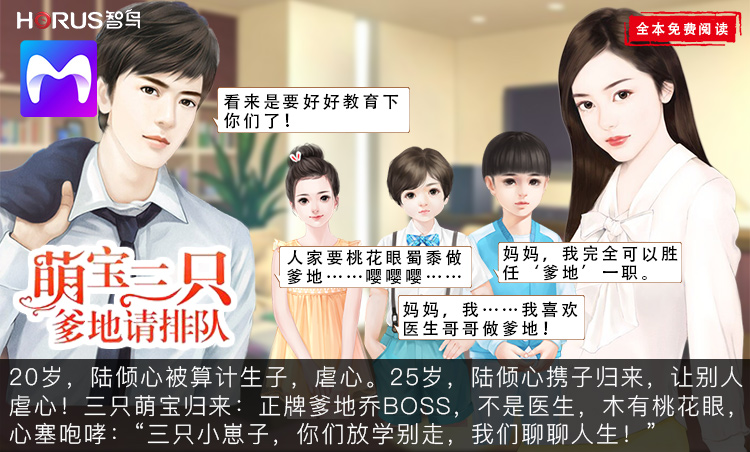 HORUS智鸟
全本免费阅读
看来是要好好教育下
你们了！
人家要桃花眼蜀黍做
爹地……嘤嘤嘤……
妈妈，我完全可以胜
任‘爹地’一职。
妈妈，我……我喜欢
医生哥哥做爹地！
萌宝三只
爹地请排队
20岁，陆倾心被算计生子，虐心。25岁，陆倾心携子归来，让别人
虐心！三只萌宝归来：正牌爹地乔BOSS，不是医生，木有桃花眼，
心塞咆哮：“三只小崽子，你们放学别走，我们聊聊人生！”